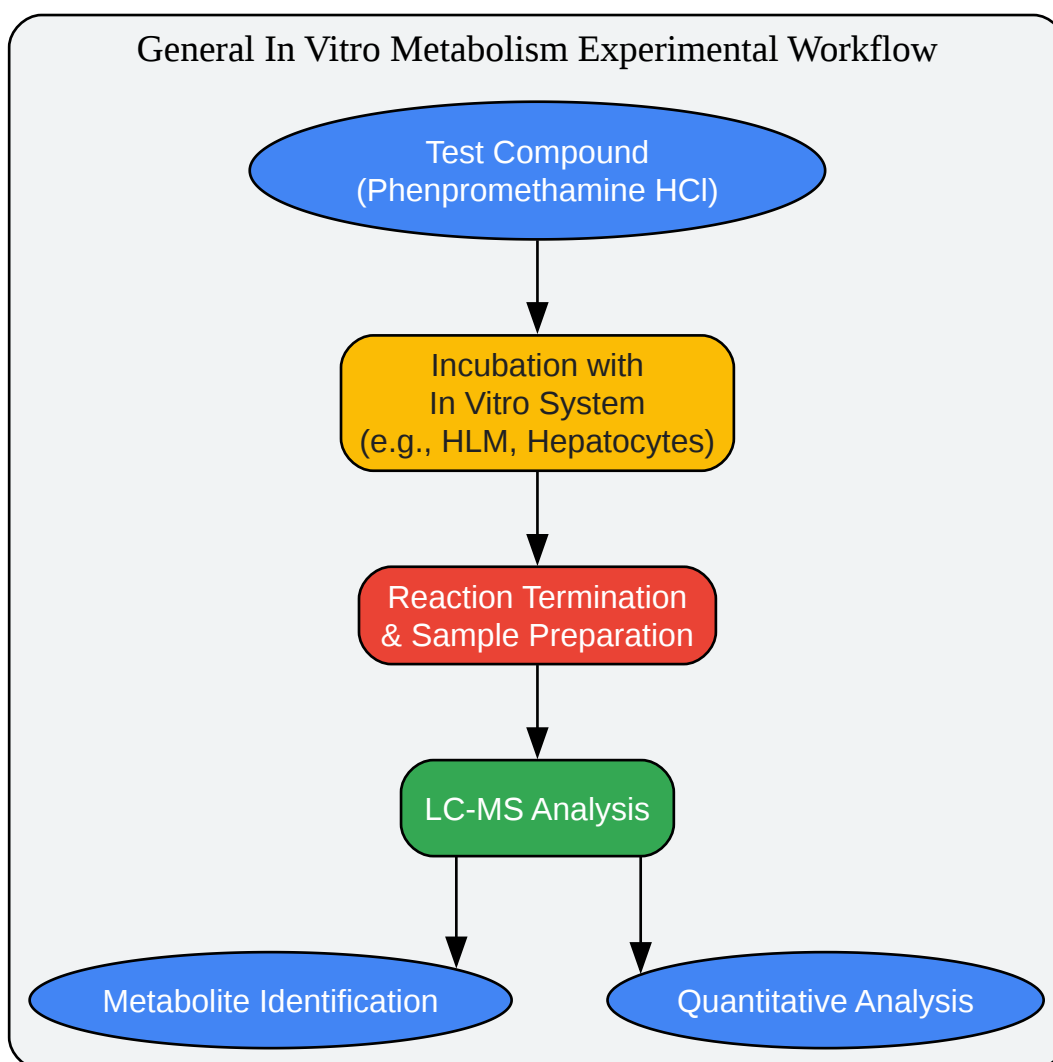 General In Vitro Metabolism Experimental Workflow
Test Compound
(Phenpromethamine HCl)
Incubation with
In Vitro System
(e.g., HLM, Hepatocytes)
Reaction Termination
& Sample Preparation
LC-MS Analysis
Metabolite Identification
Quantitative Analysis